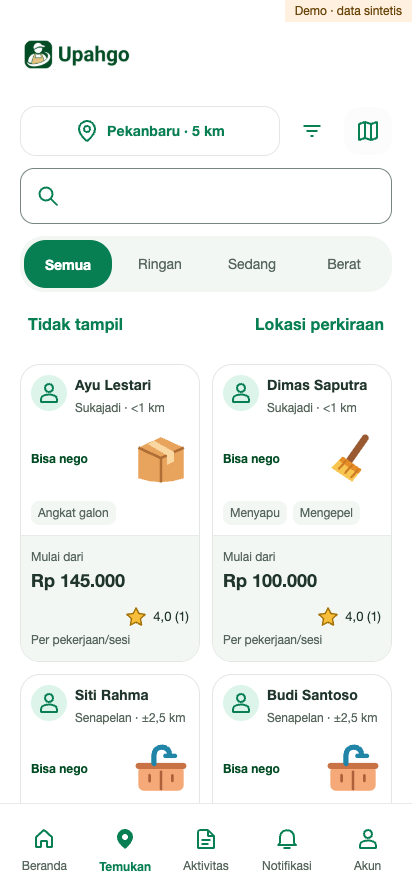 Demo · data sintetis
Upahgo
Pekanbaru · 5 km
Semua
Ringan
Sedang
Berat
Tidak tampil
Lokasi perkiraan
Ayu Lestari
Sukajadi · <1 km
Bisa nego
Angkat galon
Mulai dari
Rp 145.000
4,0 (1)
Per pekerjaan/sesi
Dimas Saputra
Sukajadi · <1 km
Bisa nego
Menyapu
Mengepel
Mulai dari
Rp 100.000
4,0 (1)
Per pekerjaan/sesi
Siti Rahma
Senapelan · ±2,5 km
Bisa nego
Budi Santoso
Senapelan · ±2,5 km
Bisa nego
Beranda
Temukan
Aktivitas
Notifikasi
Akun